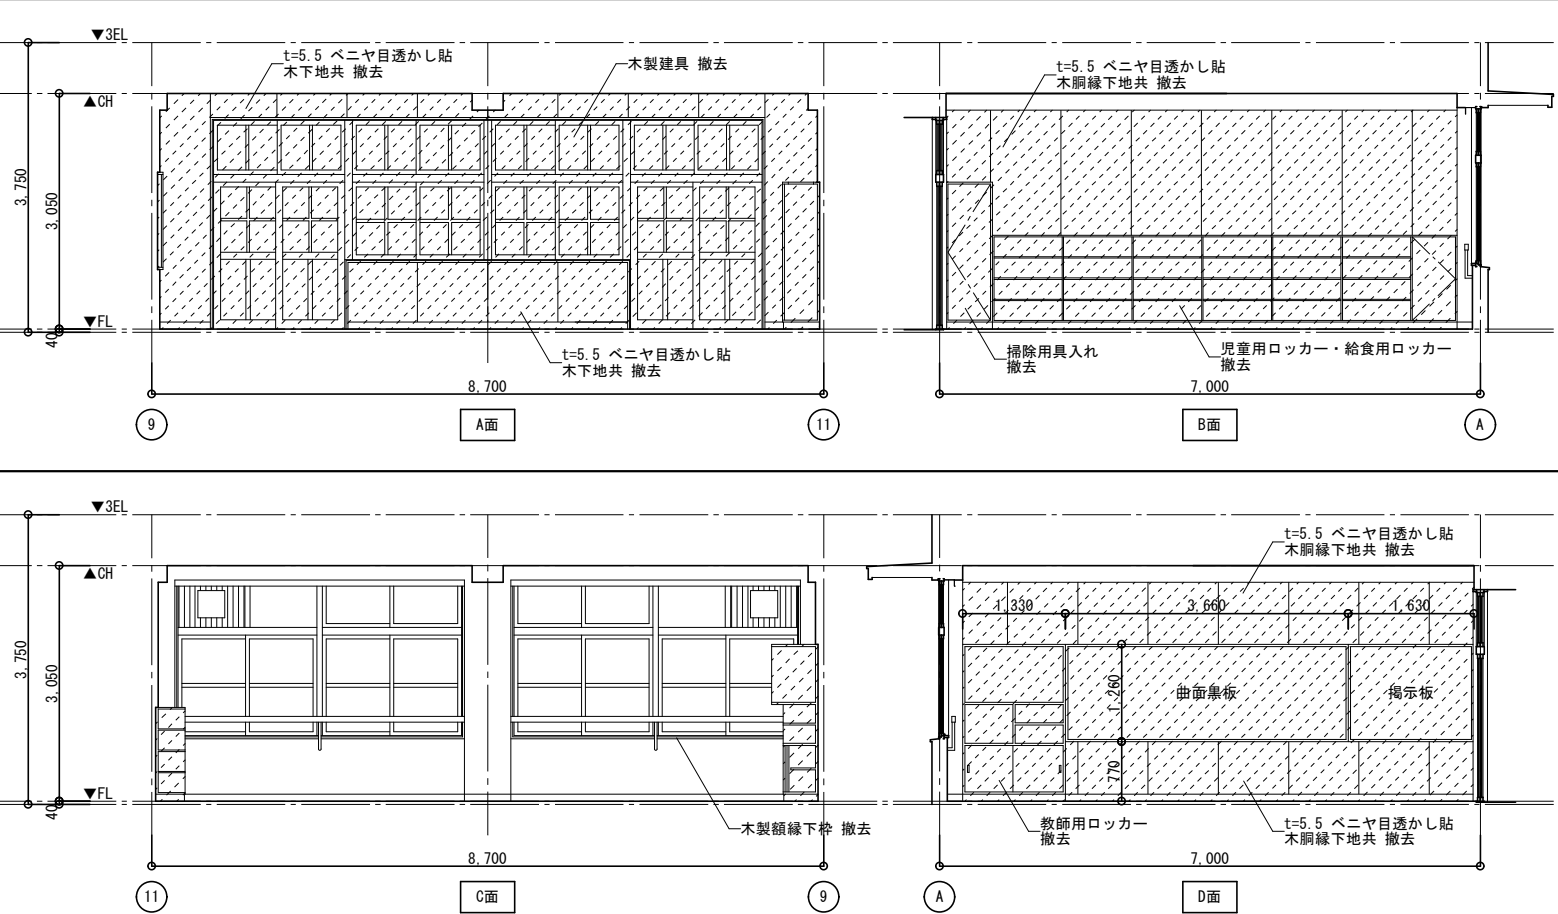 ▼3EL
t=5.5 ベニヤ目透かし貼
木下地共 撤去
木製建具 撤去
t=5.5 ベニヤ目透かし貼
木胴縁下地共 撤去
▲CH
3,750
3,050
▼FL
40
t=5.5 ベニヤ目透かし貼
木下地共 撤去
掃除用具入れ
撤去
児童用ロッカー・給食用ロッカー
撤去
8,700
7,000
9
A面
11
B面
A
▼3EL
t=5.5 ベニヤ目透かし貼
木胴縁下地共 撤去
▲CH
1,330
3,660
1,630
3,750
3,050
1,260
曲面黒板
掲示板
770
▼FL
40
木製額縁下枠 撤去
教師用ロッカー
撤去
t=5.5 ベニヤ目透かし貼
木胴縁下地共 撤去
8,700
7,000
11
C面
9
A
D面